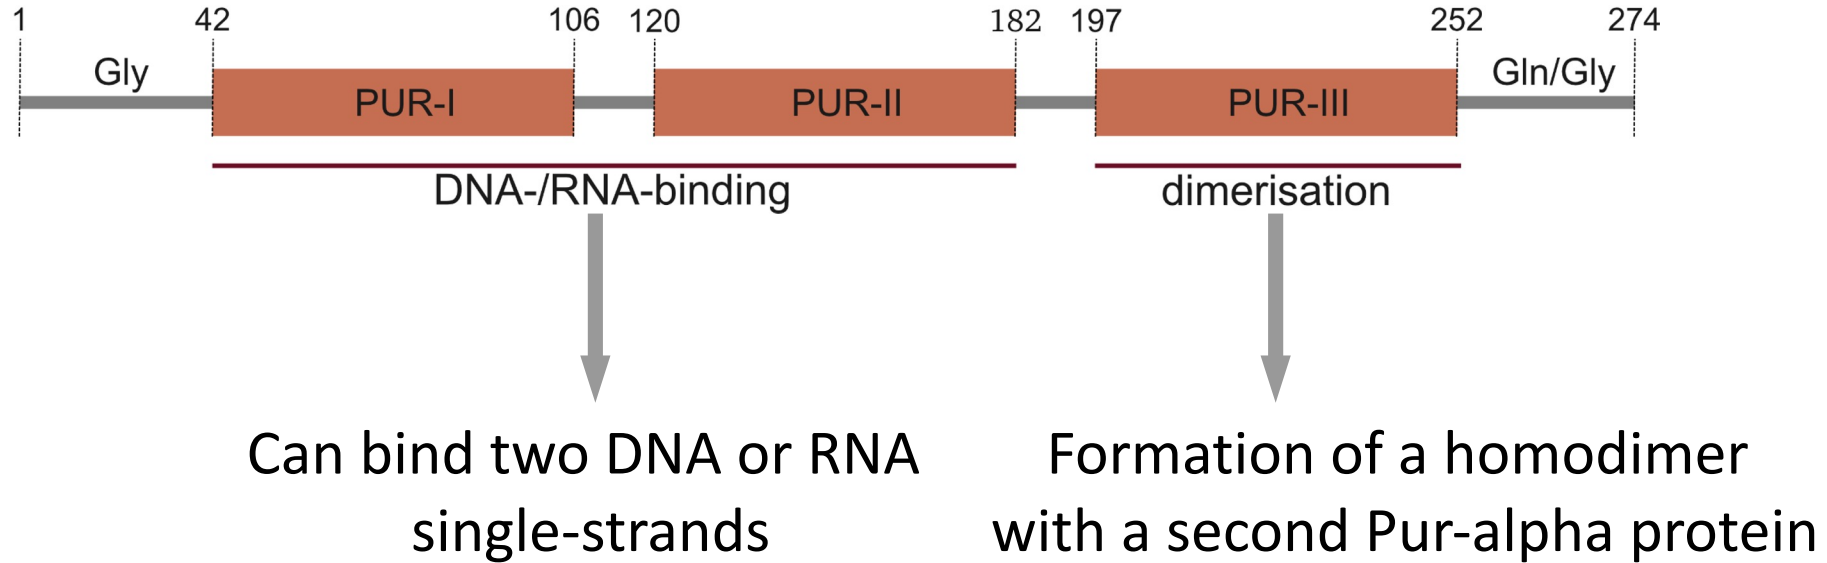 1 42 106 120 182 197 252 274
Gly Gln/Gly
PUR-I PUR-II PUR-III
DNA-/RNA-binding dimerisation
Can bind two DNA or RNA
single-strands
Formation of a homodimer
with a second Pur-alpha protein